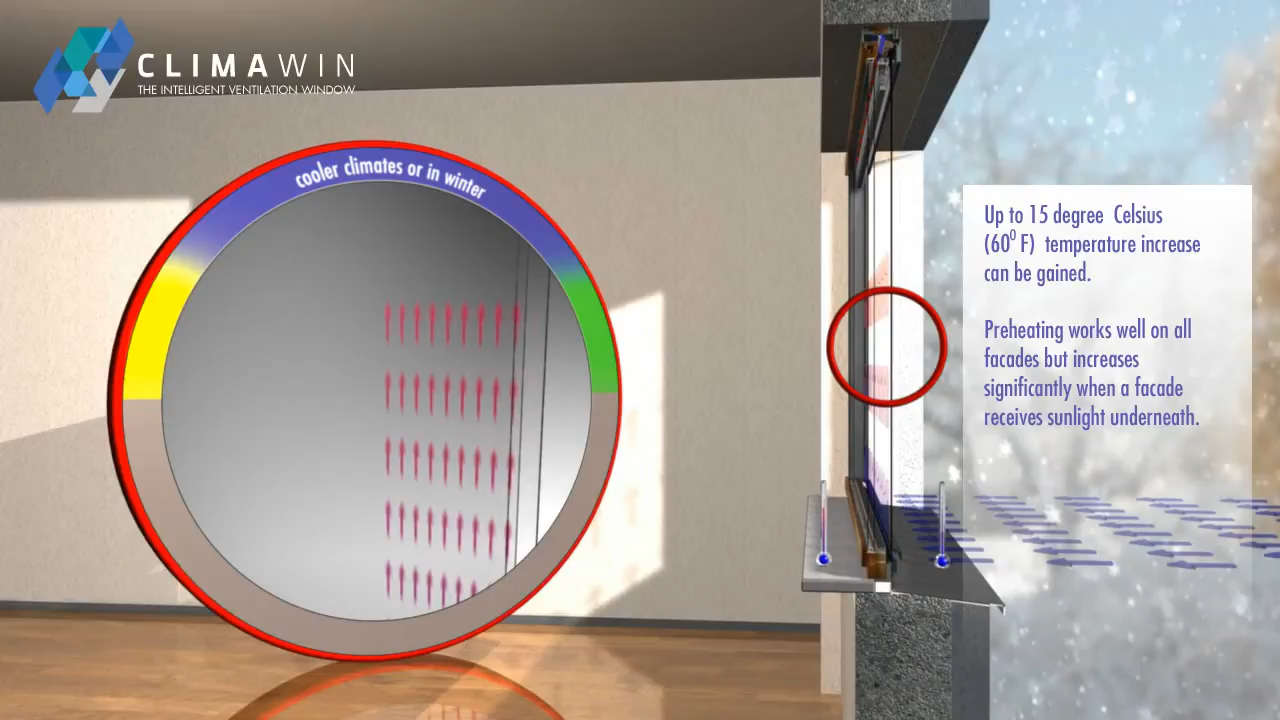 CLIMAWIN
THE INTELLIGENT VENTILATION WINDOW
cooler climates or in winter
Up to 15 degree Celsius
(60⁰ F) temperature increase
can be gained.
Preheating works well on all
facades but increases
significantly when a facade
receives sunlight underneath.